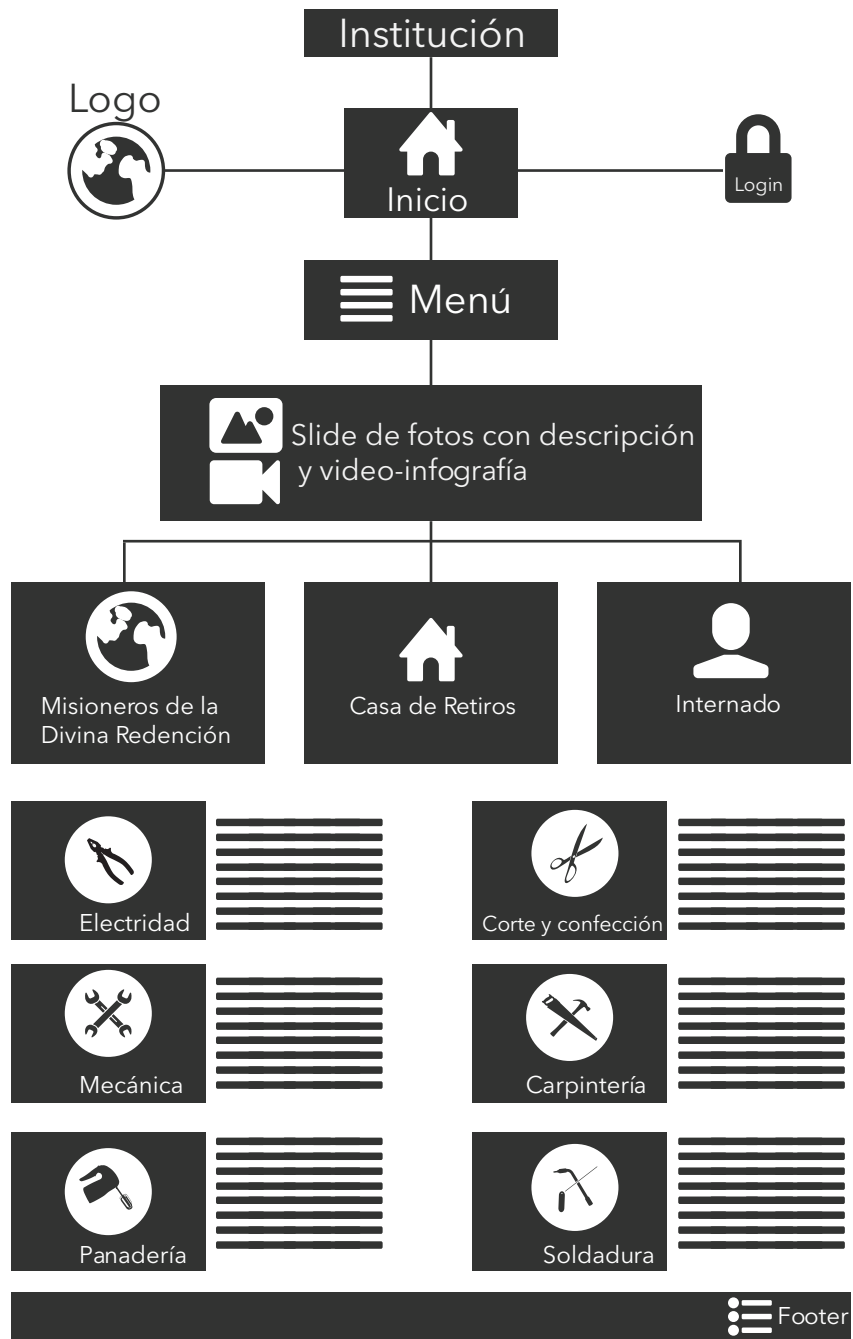 Institución
Logo
Inicio
Login
Menú
Slide de fotos con descripción
y video-infografía
Misioneros de la
Divina Redención
Casa de Retiros
Internado
Electridad
Corte y confección
Mecánica
Carpintería
Panadería
Soldadura
Footer